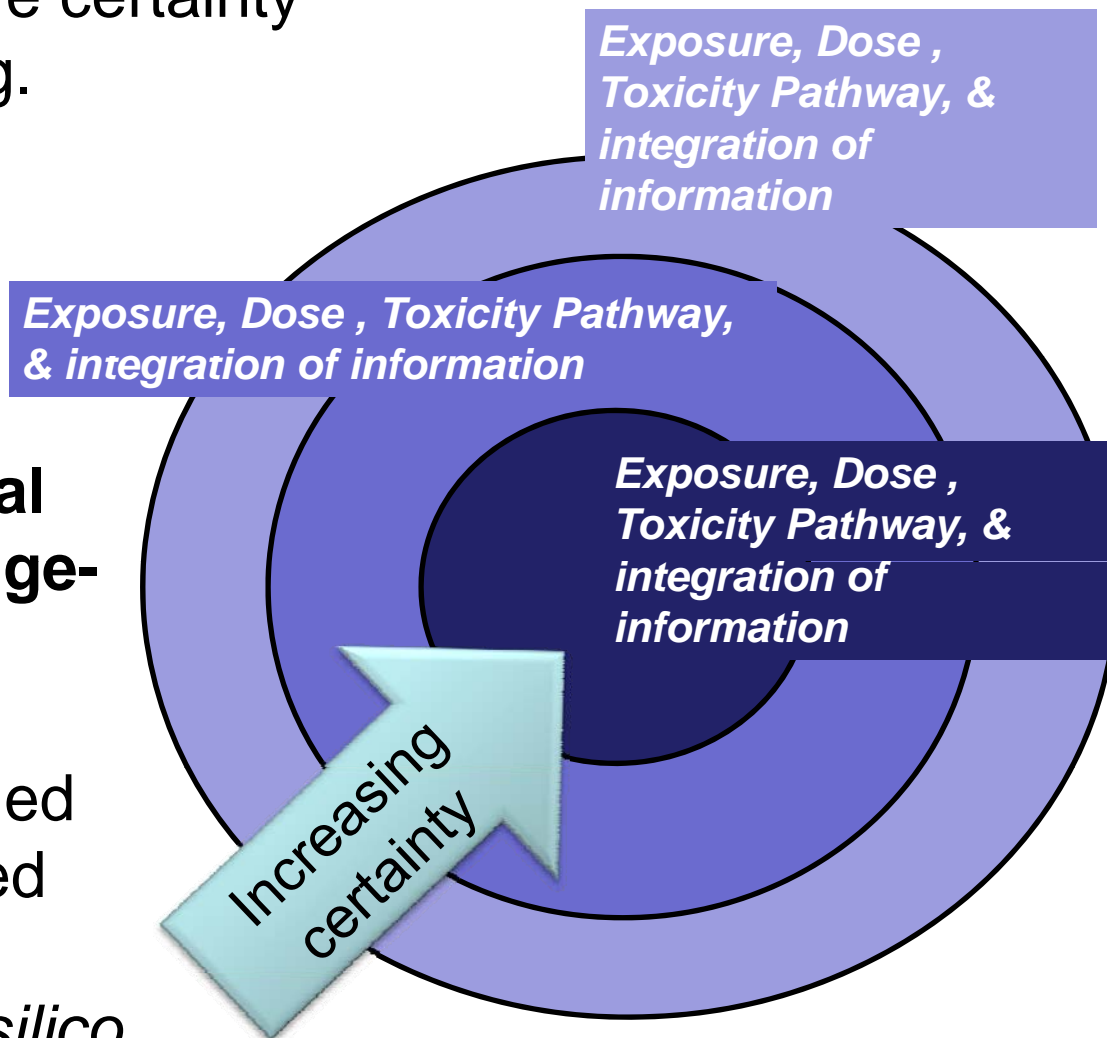 e certainty
g.
Exposure, Dose ,
Toxicity Pathway, &
integration of
information
Exposure, Dose , Toxicity Pathway,
& integration of information
al
ge-
Exposure, Dose ,
Toxicity Pathway, &
integration of
information
ed
ed
silico
Increasing
certainty